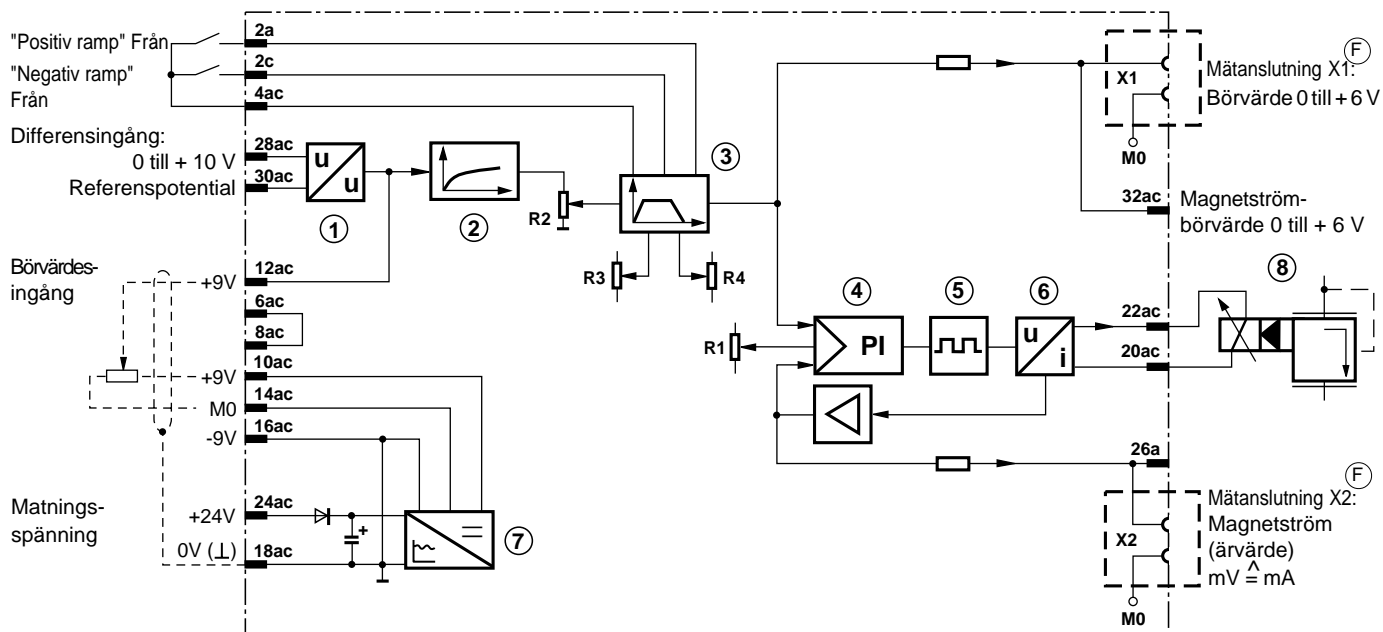 "Positiv ramp" Från
2a
"Negativ ramp"
Från
2c
4ac
Differensingång:
0 till + 10 V
28ac
Referenspotential
30ac
u
u
1
2
R2
3
R3
R4
Börvärdes-
ingång
+9V
12ac
6ac
8ac
+9V
10ac
M0
14ac
-9V
16ac
Matnings-
spänning
+24V
24ac
0V (⊥)
18ac
+
=
7
R1
4
PI
5
6
u
i
X1
M0
F
Mätanslutning X1:
Börvärde 0 till + 6 V
32ac
Magnetström-
börvärde 0 till + 6 V
8
22ac
20ac
26a
F
X2
M0
Mätanslutning X2:
Magnetström
(ärvärde)
mV ≙ mA